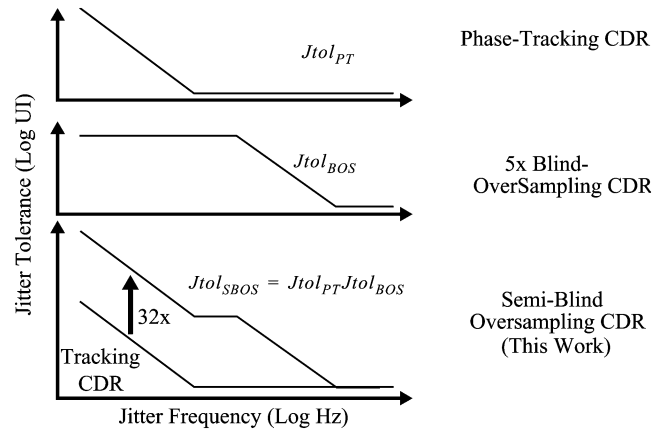 Phase-Tracking CDR
Jtol_PT
Jitter Tolerance (Log UI)
Jtol_BOS
5x Blind-
OverSampling CDR
Jtol_SBOS = Jtol_PT Jtol_BOS
32x
Tracking
CDR
Semi-Blind
Oversampling CDR
(This Work)
Jitter Frequency (Log Hz)